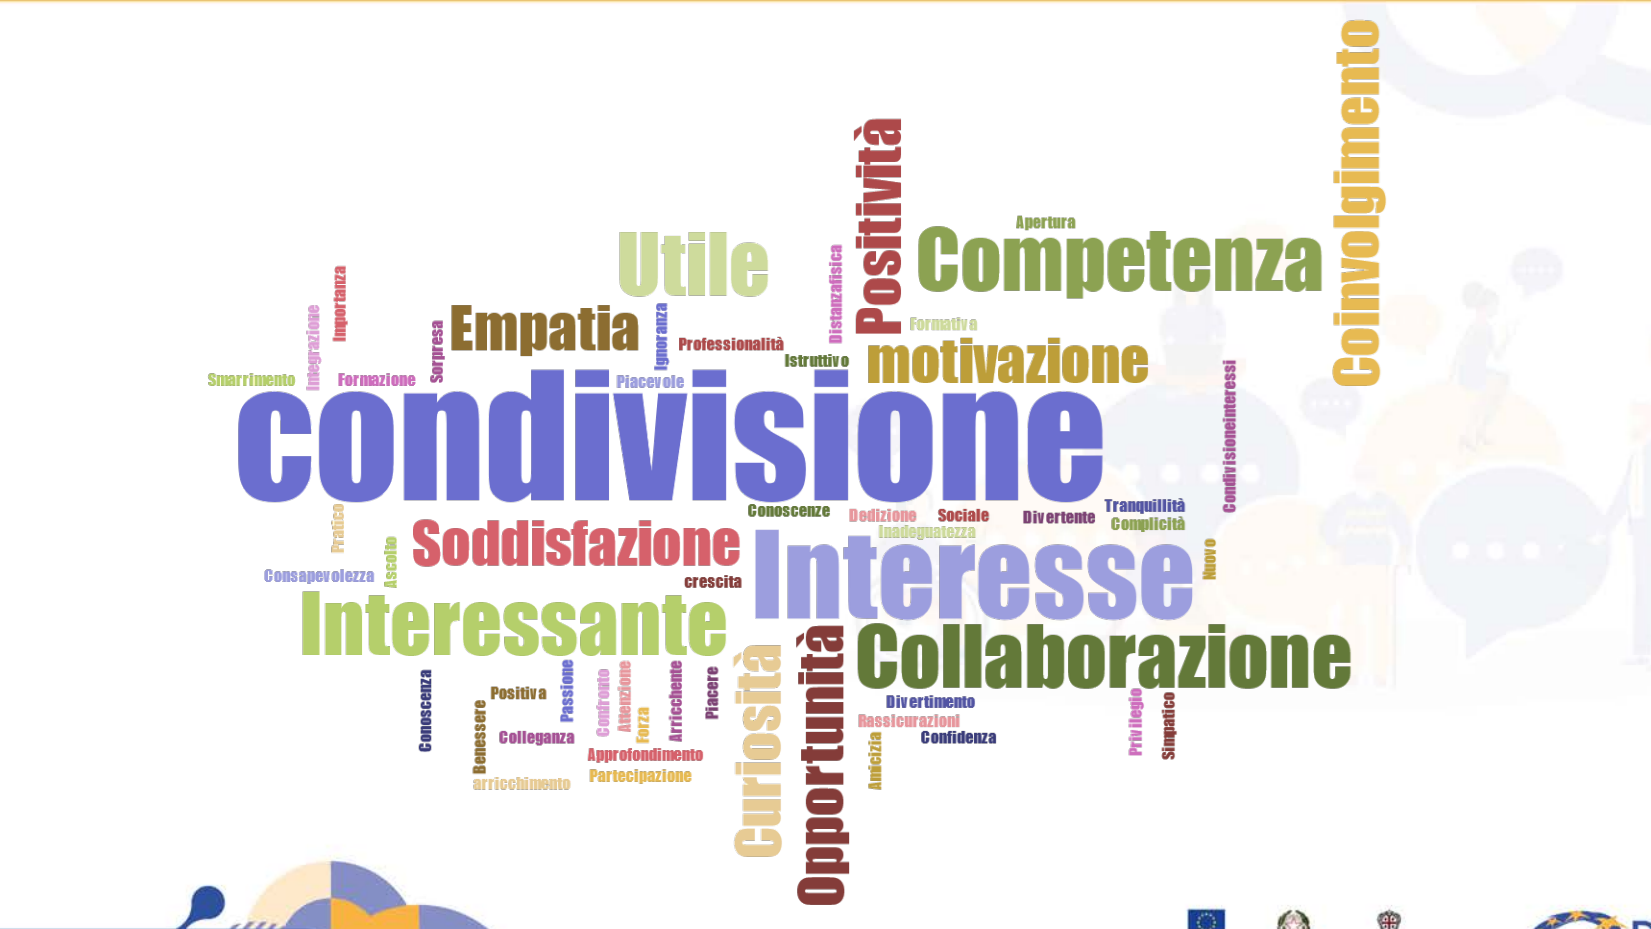 Coinvolgimento
Positività
Apertura
Competenza
Utile
Distanzafisica
Importanza
Integrazione
Sorpresa
Empatia
Ignoranza
Professionalità
Formativa
Istruttivo
motivazione
Smarrimento
Formazione
Piacevole
condivisione
Condivisioneinteressi
Pratico
Conoscenze
Dedizione
Sociale
Divertente
Tranquillità
Complicità
Inadeguatezza
Soddisfazione
Ascolto
Consapevolezza
crescita
Interesse
Nuovo
Interessante
Collaborazione
Curiosità
Opportunità
Conoscenza
Positiva
Passione
Confronto
Attenzione
Forza
Arricchente
Piacere
Benessere
Colleganza
Approfondimento
Partecipazione
arricchimento
Divertimento
Rassicurazioni
Confidenza
Amicizia
Privilegio
Simpatico